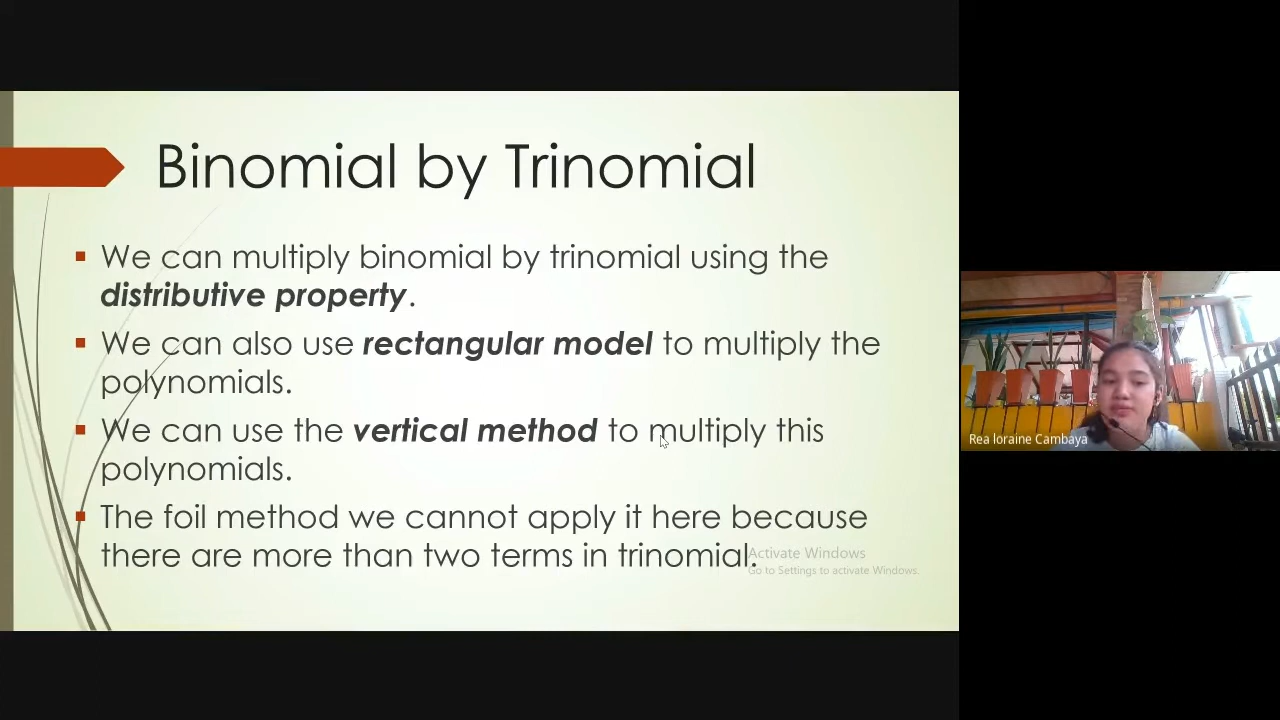 Binomial by Trinomial
We can multiply binomial by trinomial using the
distributive property.
We can also use rectangular model to multiply the
polynomials.
We can use the vertical method to multiply this
polynomials.
The foil method we cannot apply it here because
there are more than two terms in trinomial.
Activate Windows
Go to Settings to activate Windows.
Rea loraine Cambaya